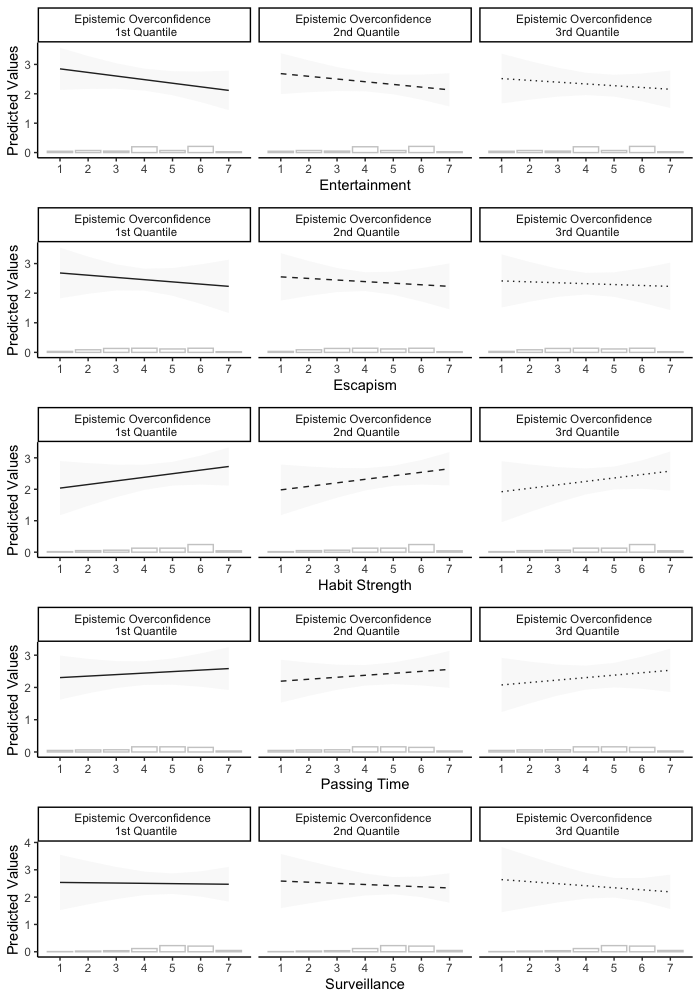 Epistemic Overconfidence
1st Quantile
Epistemic Overconfidence
2nd Quantile
Epistemic Overconfidence
3rd Quantile
Predicted Values
3
2
1
0
1 2 3 4 5 6 7
1 2 3 4 5 6 7
1 2 3 4 5 6 7
Entertainment
Epistemic Overconfidence
1st Quantile
Epistemic Overconfidence
2nd Quantile
Epistemic Overconfidence
3rd Quantile
Predicted Values
3
2
1
0
1 2 3 4 5 6 7
1 2 3 4 5 6 7
1 2 3 4 5 6 7
Escapism
Epistemic Overconfidence
1st Quantile
Epistemic Overconfidence
2nd Quantile
Epistemic Overconfidence
3rd Quantile
Predicted Values
3
2
1
0
1 2 3 4 5 6 7
1 2 3 4 5 6 7
1 2 3 4 5 6 7
Habit Strength
Epistemic Overconfidence
1st Quantile
Epistemic Overconfidence
2nd Quantile
Epistemic Overconfidence
3rd Quantile
Predicted Values
3
2
1
0
1 2 3 4 5 6 7
1 2 3 4 5 6 7
1 2 3 4 5 6 7
Passing Time
Epistemic Overconfidence
1st Quantile
Epistemic Overconfidence
2nd Quantile
Epistemic Overconfidence
3rd Quantile
Predicted Values
4
3
2
1
0
1 2 3 4 5 6 7
1 2 3 4 5 6 7
1 2 3 4 5 6 7
Surveillance